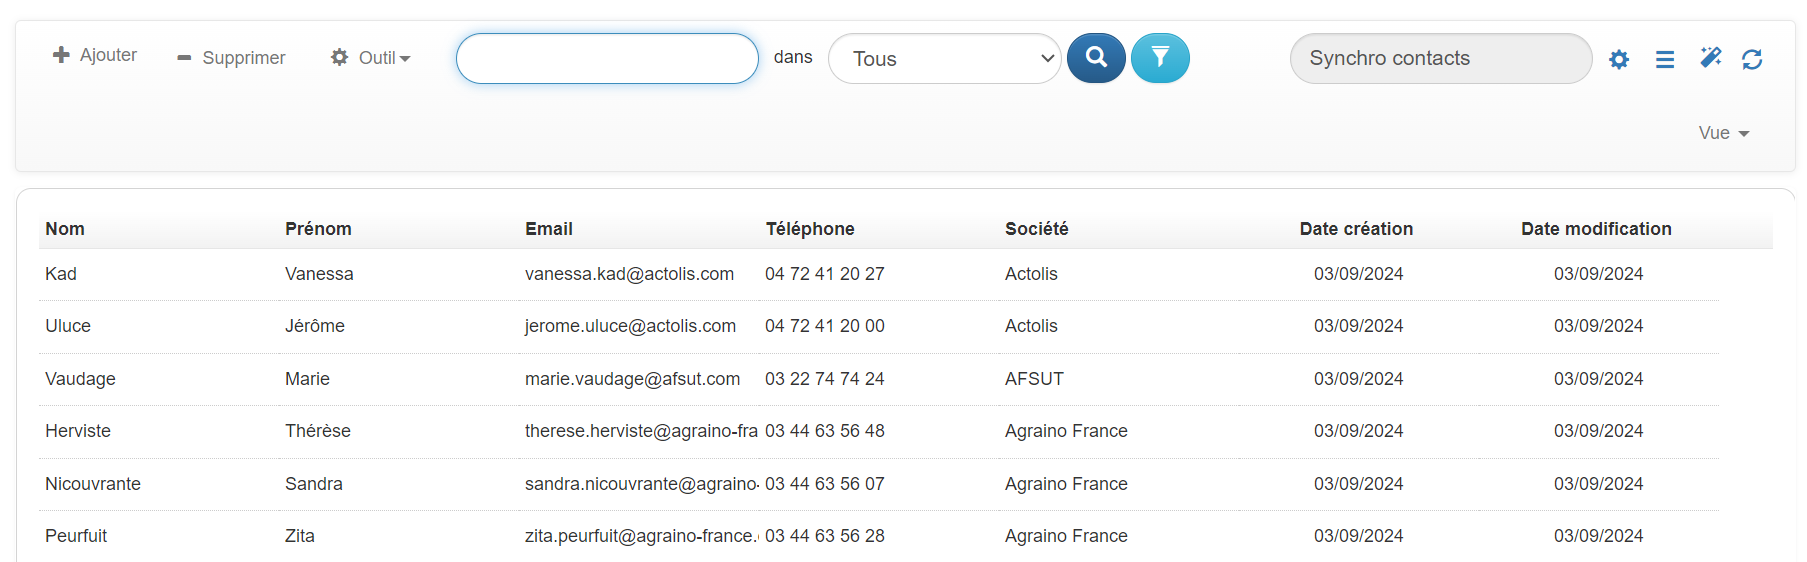 Ajouter Supprimer Outil dans Tous Synchro contacts
Vue
Nom Prénom Email Téléphone Société Date création Date modification
Kad Vanessa vanessa.kad@actolis.com 04 72 41 20 27 Actolis 03/09/2024 03/09/2024
Uluce Jérôme jerome.uluce@actolis.com 04 72 41 20 00 Actolis 03/09/2024 03/09/2024
Vaudage Marie marie.vaudage@afsut.com 03 22 74 74 24 AFSUT 03/09/2024 03/09/2024
Herviste Thérèse therese.herviste@agraino-fra 03 44 63 56 48 Agraino France 03/09/2024 03/09/2024
Nicouvrante Sandra sandra.nicouvrante@agraino- 03 44 63 56 07 Agraino France 03/09/2024 03/09/2024
Peurfuit Zita zita.peurfuit@agraino-france. 03 44 63 56 28 Agraino France 03/09/2024 03/09/2024